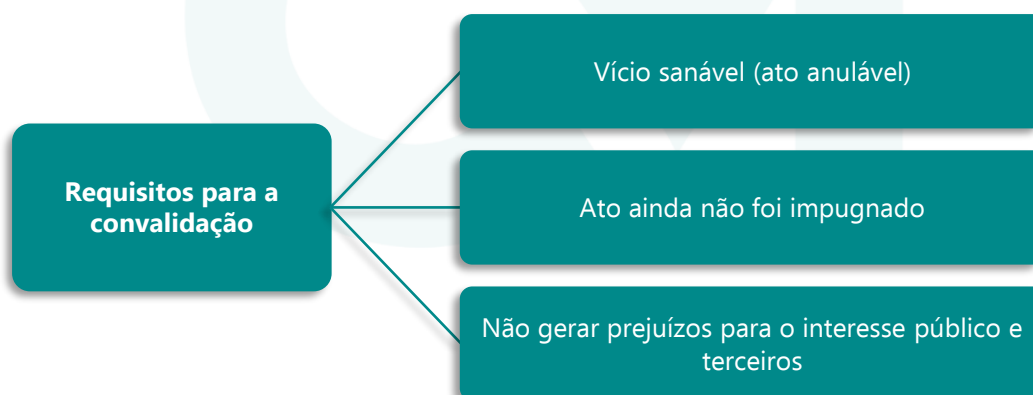 Vício sanável (ato anulável)
Requisitos para a
convalidação
Ato ainda não foi impugnado
Não gerar prejuízos para o interesse público e
terceiros